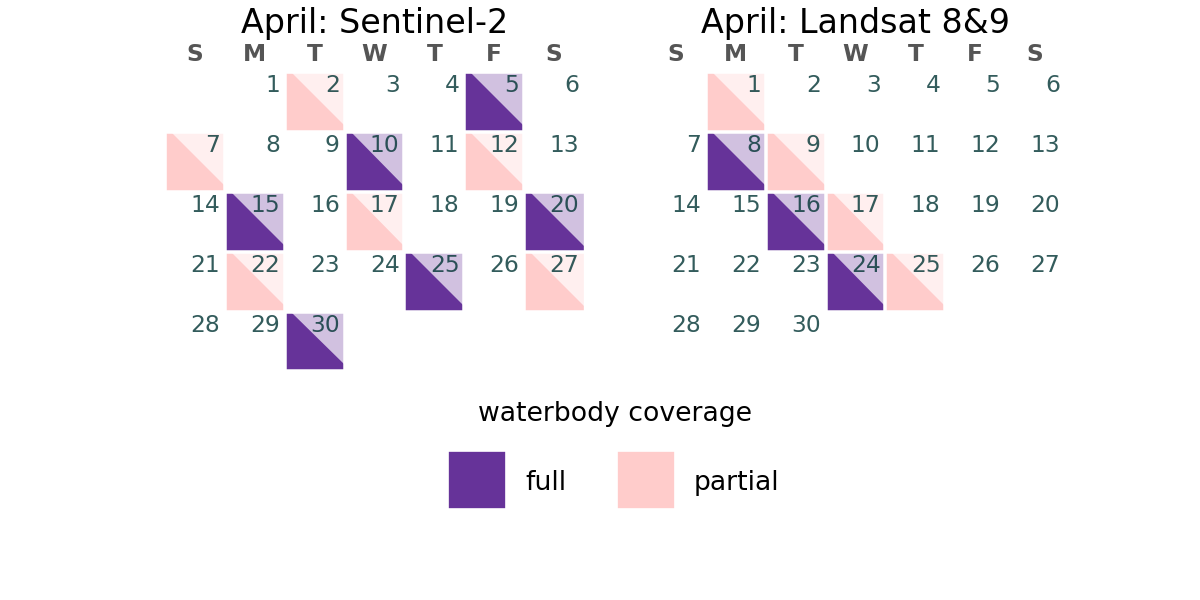 April: Sentinel-2
S M T W T F S
1 2 3 4 5 6
7 8 9 10 11 12 13
14 15 16 17 18 19 20
21 22 23 24 25 26 27
28 29 30
April: Landsat 8&9
S M T W T F S
1 2 3 4 5 6
7 8 9 10 11 12 13
14 15 16 17 18 19 20
21 22 23 24 25 26 27
28 29 30
waterbody coverage
full partial